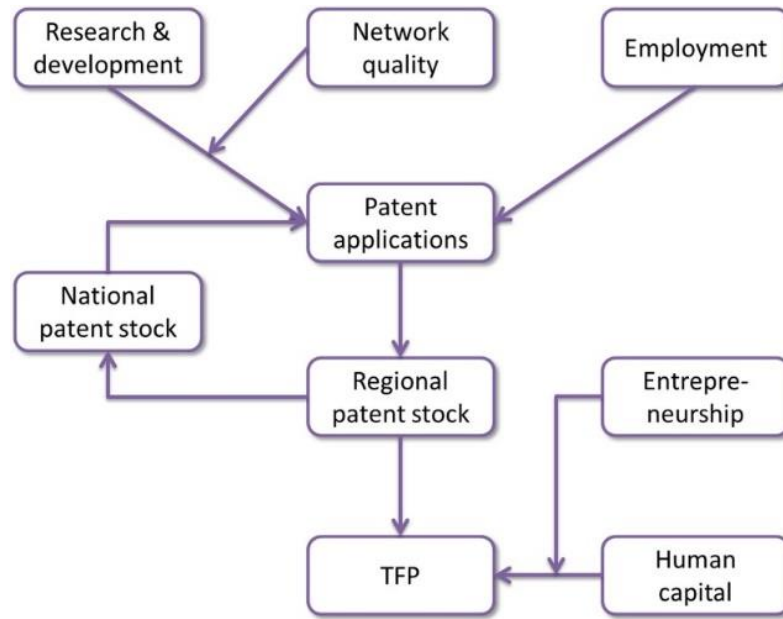 Research &
development
Network
quality
Employment
Patent
applications
National
patent stock
Regional
patent stock
Entrepre-
neurship
TFP
Human
capital